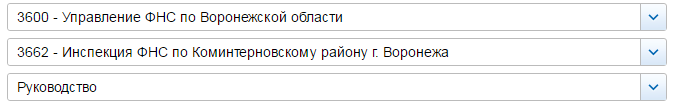 3600 - Управление ФНС по Воронежской области
3662 - Инспекция ФНС по Коминтерновскому району г. Воронежа
Руководство